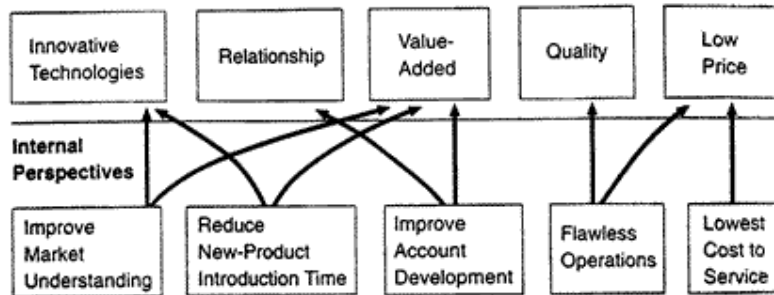 Innovative
Technologies
Relationship
Value-
Added
Quality
Low
Price
Internal
Perspectives
Improve
Market
Understanding
Reduce
New-Product
Introduction Time
Improve
Account
Development
Flawless
Operations
Lowest
Cost to
Service